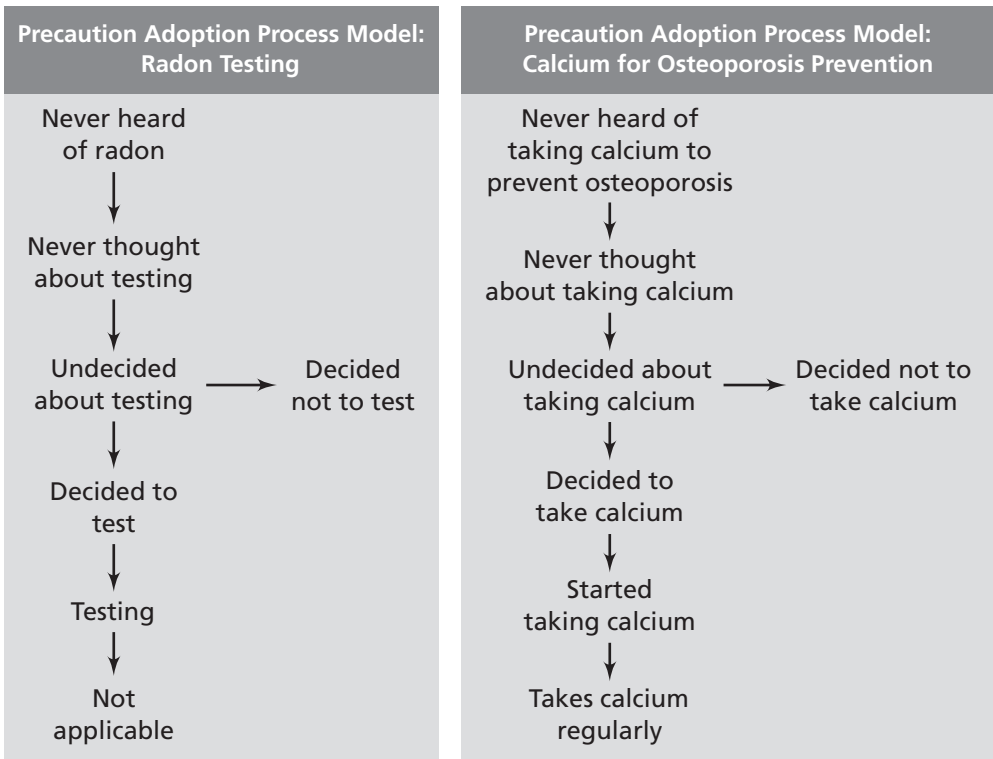 Precaution Adoption Process Model:
Radon Testing
Never heard
of radon
Never thought
about testing
Undecided
about testing
Decided
not to test
Decided to
test
Testing
Not
applicable
Precaution Adoption Process Model:
Calcium for Osteoporosis Prevention
Never heard of
taking calcium to
prevent osteoporosis
Never thought
about taking calcium
Undecided about
taking calcium
Decided not to
take calcium
Decided to
take calcium
Started
taking calcium
Takes calcium
regularly